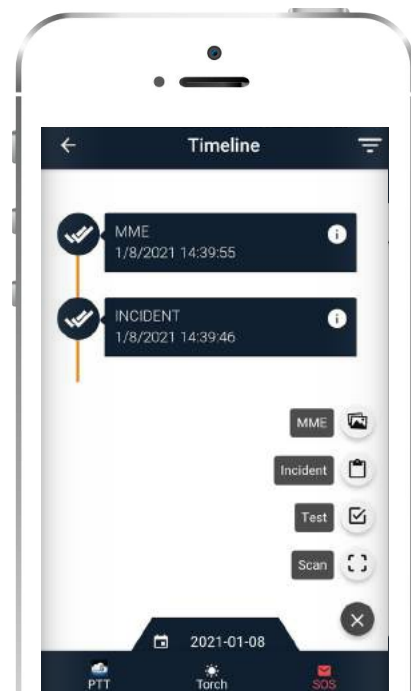 Timeline
MME
1/8/2021 14:39:55
INCIDENT
1/8/2021 14:39:46
MME
Incident
Test
Scan
2021-01-08
PTT
Torch
SOS